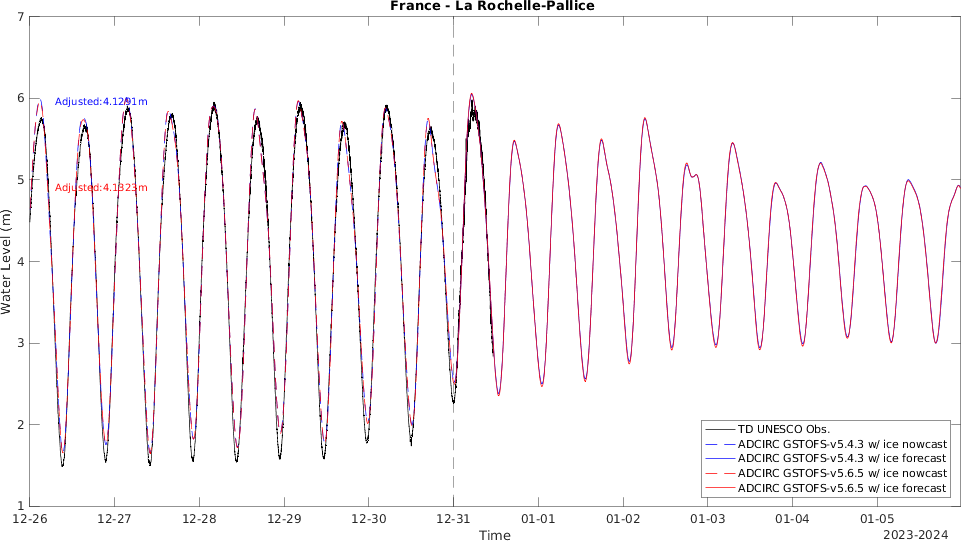 France - La Rochelle-Pallice
7
6
5
4
3
2
1
Water Level (m)
Adjusted:4.1291m
Adjusted:4.1323m
TD UNESCO Obs.
ADCIRC GSTOFS-v5.4.3 w/ ice nowcast
ADCIRC GSTOFS-v5.4.3 w/ ice forecast
ADCIRC GSTOFS-v5.6.5 w/ ice nowcast
ADCIRC GSTOFS-v5.6.5 w/ ice forecast
12-26 12-27 12-28 12-29 12-30 12-31 01-01 01-02 01-03 01-04 01-05
Time
2023-2024